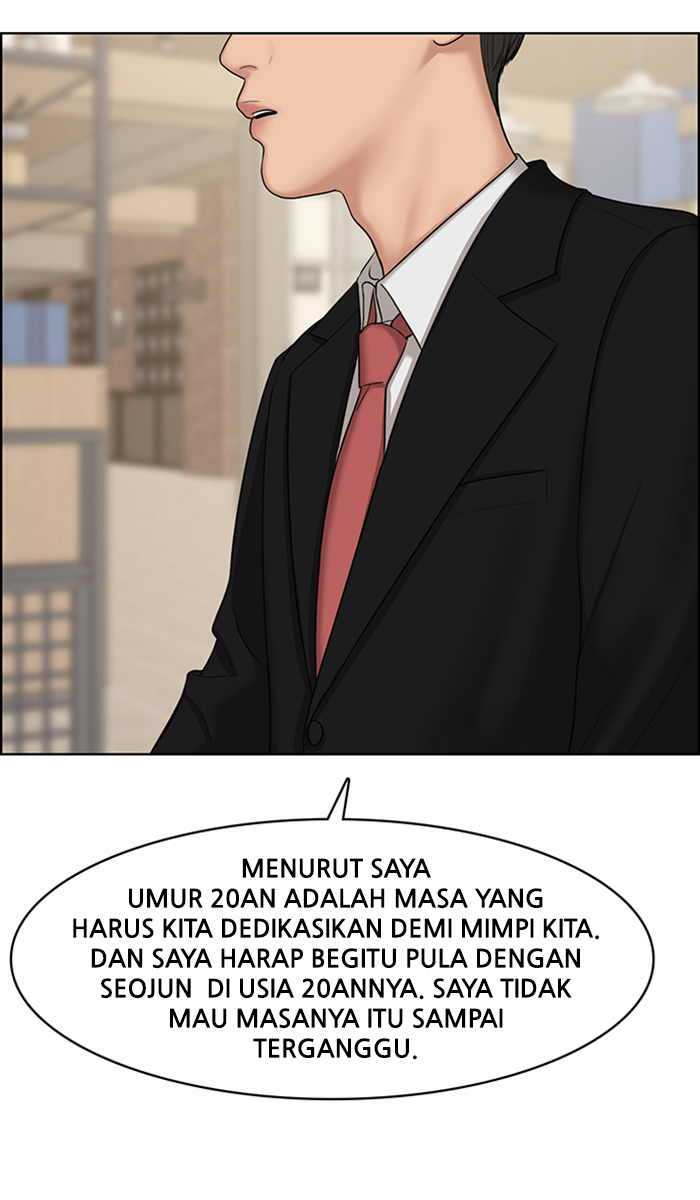 MENURUT SAYA
UMUR 20AN ADALAH MASA YANG
HARUS KITA DEDIKASIKAN DEMI MIMPI KITA.
DAN SAYA HARAP BEGITU PULA DENGAN
SEOJUN DI USIA 20ANNYA. SAYA TIDAK
MAU MASANYA ITU SAMPAI
TERGANGGU.